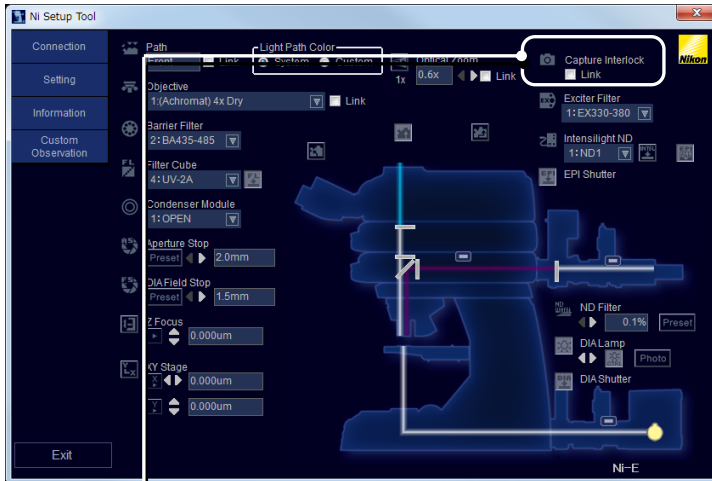 Ni Setup Tool
Connection
Setting
Information
Custom
Observation
Exit
Path
Front Link
Light Path Color
System Custom
Optical Zoom
1x 0.6x Link
Capture Interlock
Link
Nikon
Objective
1:(Achromat) 4x Dry Link
Exciter Filter
1:EX330-380
Barrier Filter
2:BA435-485
Intensilight ND
1:ND1
EPI Shutter
Filter Cube
4:UV-2A
Condenser Module
1:OPEN
Aperture Stop
Preset 2.0mm
DIA Field Stop
Preset 1.5mm
Z Focus
0.000um
XY Stage
X 0.000um
Y 0.000um
ND Filter
0.1% Preset
DIA Lamp
Photo
DIA Shutter
Ni-E